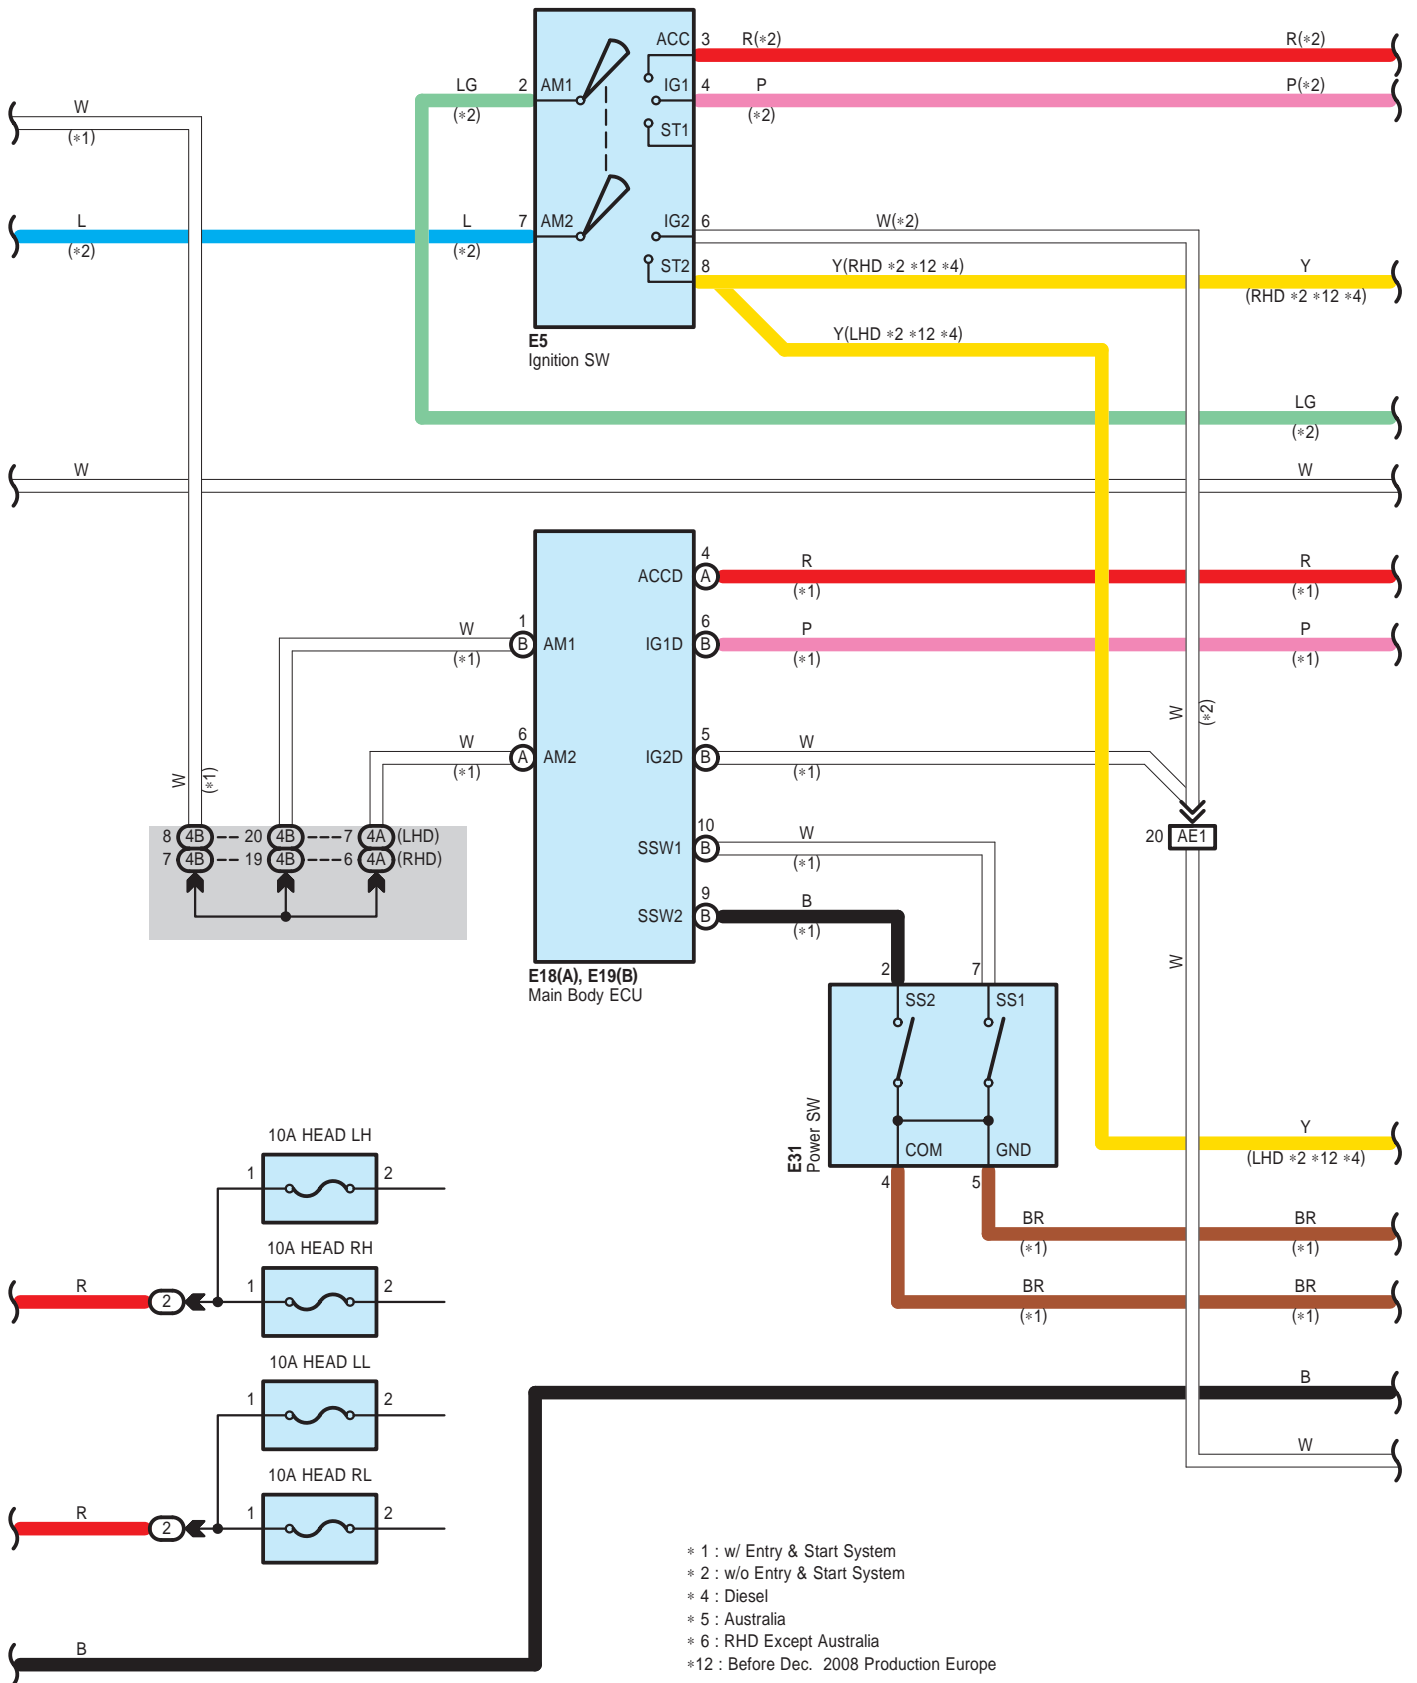 ACC 3 R(*2) R(*2)
LG 2 AM1 IG1 4 P P(*2)
(*2) (*2)
W
(*1)
ST1
L L 7 AM2 IG2 6 W(*2)
(*2) (*2)
ST2 8 Y(RHD *2 *12 *4) Y
(RHD *2 *12 *4)
Y(LHD *2 *12 *4)
E5
Ignition SW
LG
(*2)
W W
4
ACCD A R R
(*1) (*1)
1 6
W B AM1 IG1D B P P
(*1) (*1) (*1)
W (*2)
6 5
W A AM2 IG2D B W
(*1) (*1)
W (*1)
8 4B 20 4B 7 4A (LHD)
7 4B 19 4B 6 4A (RHD)
10
SSW1 B W
(*1)
20 AE1
9
SSW2 B B
(*1)
W
E18(A), E19(B)
Main Body ECU
2 7
SS2 SS1
E31
Power SW
COM GND
4 5
Y
(LHD *2 *12 *4)
10A HEAD LH
1 2
BR BR
(*1) (*1)
10A HEAD RH
R 2 1 2
BR BR
(*1) (*1)
10A HEAD LL
1 2
B
W
10A HEAD RL
R 2 1 2
* 1 : w/ Entry & Start System
* 2 : w/o Entry & Start System
* 4 : Diesel
* 5 : Australia
* 6 : RHD Except Australia
*12 : Before Dec. 2008 Production Europe
B